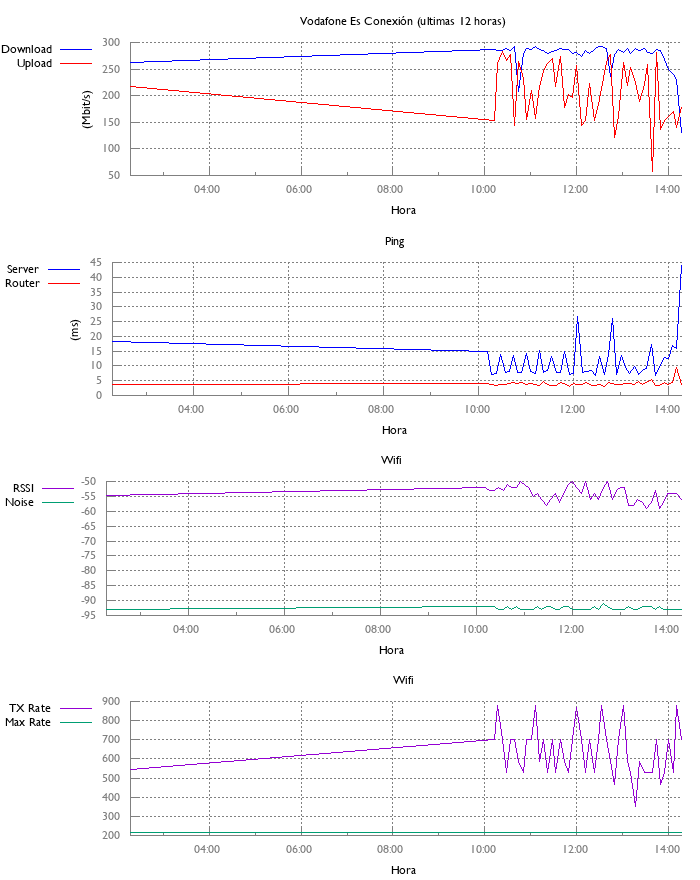 Vodafone Es Conexión (ultimas 12 horas)
Download
Upload
(Mbit/s)
300
250
200
150
100
50
04:00 06:00 08:00 10:00 12:00 14:00
Hora
Ping
Server
Router
(ms)
45
40
35
30
25
20
15
10
5
0
04:00 06:00 08:00 10:00 12:00 14:00
Hora
Wifi
RSSI
Noise
-50
-55
-60
-65
-70
-75
-80
-85
-90
-95
04:00 06:00 08:00 10:00 12:00 14:00
Hora
Wifi
TX Rate
Max Rate
900
800
700
600
500
400
300
200
04:00 06:00 08:00 10:00 12:00 14:00
Hora